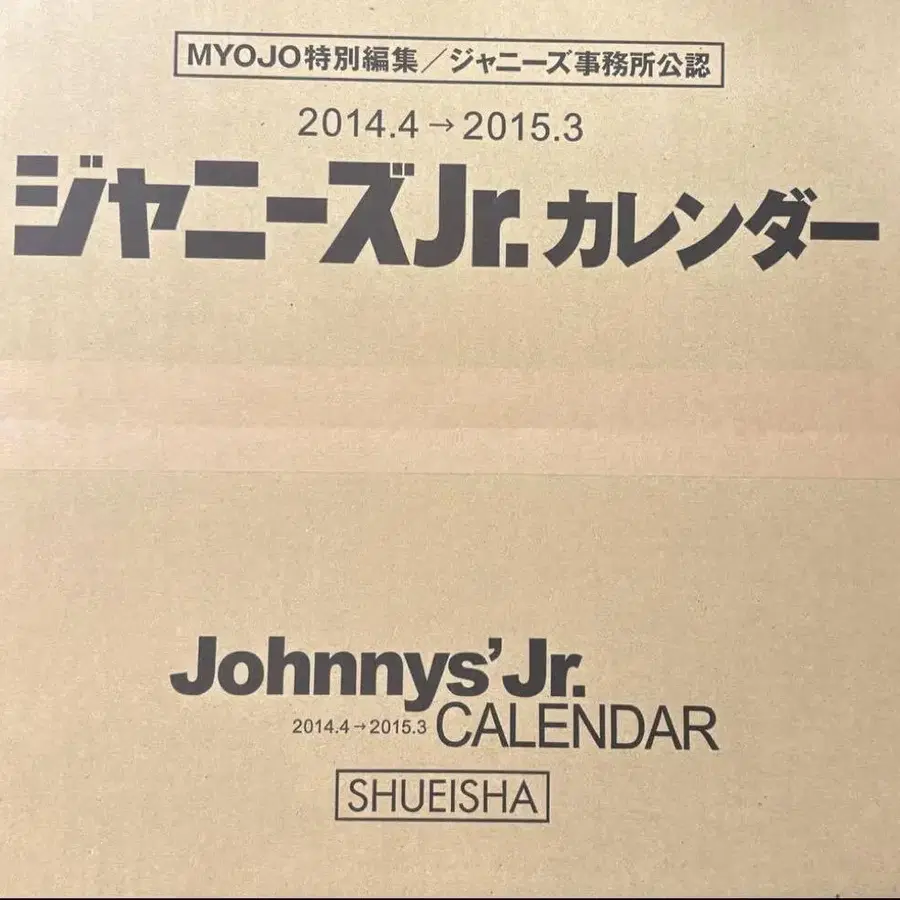 MYOJO特別編集／ジャニーズ事務所公認
2014.4→2015.3
ジャニーズJr.カレンダー
Johnnys'Jr.
2014.4→2015.3 CALENDAR
SHUEISHA